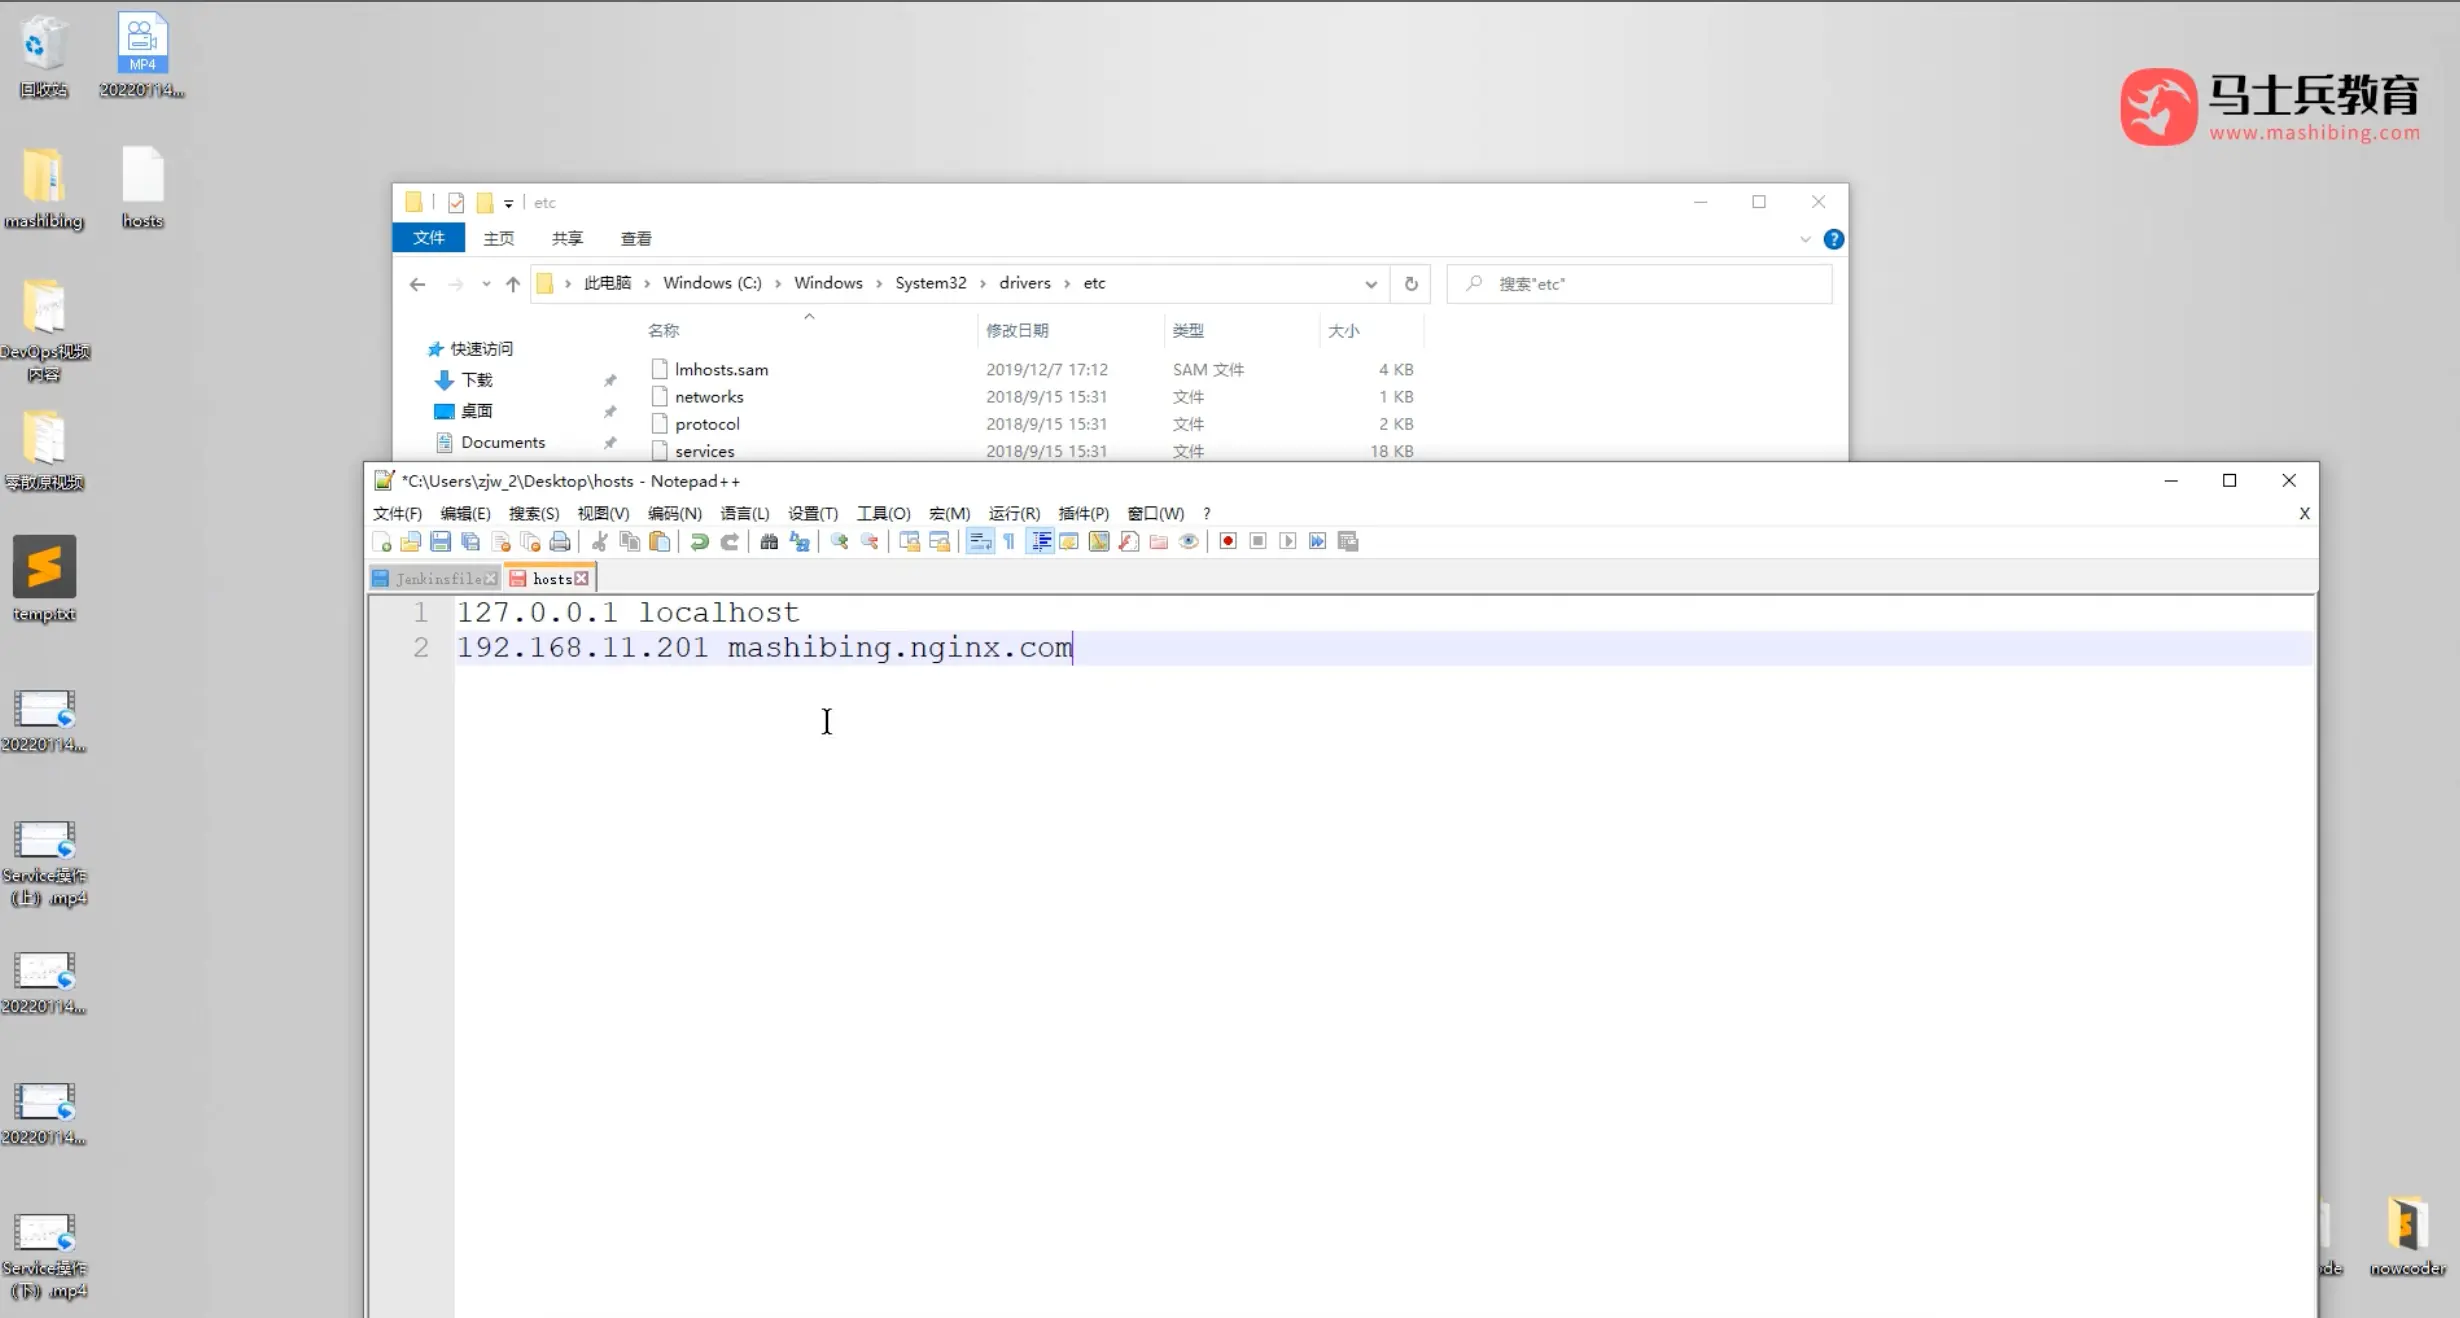 回收站
20220114...
mashibing
hosts
DevOps视频
内容
零散原视频
temp.txt
20220114...
Service操作
(上) .mp4
20220114...
20220114...
Service操作
(下) .mp4
MP4
马士兵教育
www.mashibing.com
etc
文件 主页 共享 查看
此电脑 › Windows (C:) › Windows › System32 › drivers › etc
搜索"etc"
名称 修改日期 类型 大小
快速访问
下载
桌面
Documents
lmhosts.sam 2019/12/7 17:12 SAM 文件 4 KB
networks 2018/9/15 15:31 文件 1 KB
protocol 2018/9/15 15:31 文件 2 KB
services 2018/9/15 15:31 文件 18 KB
*C:\Users\zjw_2\Desktop\hosts - Notepad++
文件(F) 编辑(E) 搜索(S) 视图(V) 编码(N) 语言(L) 设置(T) 工具(O) 宏(M) 运行(R) 插件(P) 窗口(W) ? X
Jenkinsfile hosts
1 127.0.0.1 localhost
2 192.168.11.201 mashibing.nginx.com
nowcoder